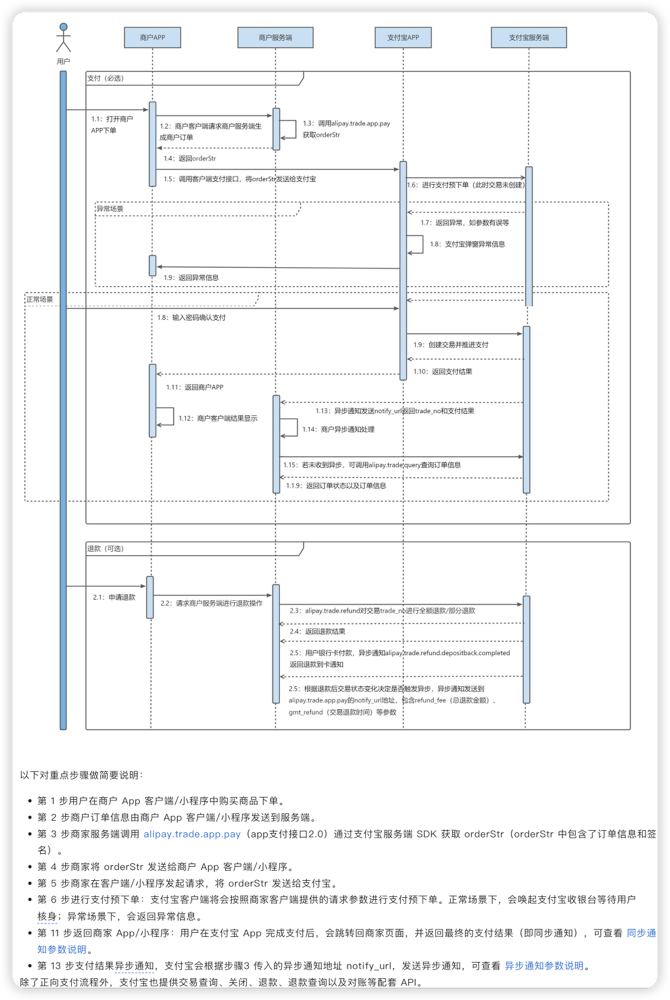 商户APP
商户服务端
支付宝APP
支付宝服务端
用户
支付（必选）
1.1：打开商户
APP下单
1.2：商户客户端请求商户服务端生
成商户订单
1.3：调用alipay.trade.app.pay
获取orderStr
1.4：返回orderStr
1.5：调用客户端支付接口，将orderStr发送给支付宝
1.6：进行支付预下单（此时交易未创建）
异常场景
1.7：返回异常，如参数有误等
1.8：支付宝弹窗异常信息
1.9：返回异常信息
正常场景
1.8：输入密码确认支付
1.9：创建交易并推进支付
1.10：返回支付结果
1.11：返回商户APP
1.13：异步通知发送notify_url返回trade_no和支付结果
1.12：商户客户端结果显示
1.14：商户异步通知处理
1.15：若未收到异步，可调用alipay.trade.query查询订单信息
1.1.9：返回订单状态以及订单信息
退款（可选）
2.1：申请退款
2.2：请求商户服务端进行退款操作
2.3：alipay.trade.refund对交易trade_no进行全额退款/部分退款
2.4：返回退款结果
2.5：用户银行卡付款，异步通知alipay.trade.refund.depositback.completed
返回退款到卡通知
2.5：根据退款后交易状态变化决定是否触发异步，异步通知发送到
alipay.trade.app.pay的notify_url地址，包含refund_fee（总退款金额）、
gmt_refund（交易退款时间）等参数
以下对重点步骤做简要说明：
第 1 步用户在商户 App 客户端/小程序中购买商品下单。
第 2 步商户订单信息由商户 App 客户端/小程序发送到服务端。
第 3 步商家服务端调用 alipay.trade.app.pay（app支付接口2.0）通过支付宝服务端 SDK 获取 orderStr（orderStr 中包含了订单信息和签
名）。
第 4 步商家将 orderStr 发送给商户 App 客户端/小程序。
第 5 步商家在客户端/小程序发起请求，将 orderStr 发送给支付宝。
第 6 步进行支付预下单：支付宝客户端将会按照商家客户端提供的请求参数进行支付预下单。正常场景下，会唤起支付宝收银台等待用户
核身；异常场景下，会返回异常信息。
第 11 步返回商家 App/小程序：用户在支付宝 App 完成支付后，会跳转回商家页面，并返回最终的支付结果（即同步通知），可查看 同步通
知参数说明。
第 13 步支付结果异步通知，支付宝会根据步骤3 传入的异步通知地址 notify_url，发送异步通知，可查看 异步通知参数说明。
除了正向支付流程外，支付宝也提供交易查询、关闭、退款、退款查询以及对账等配套 API。